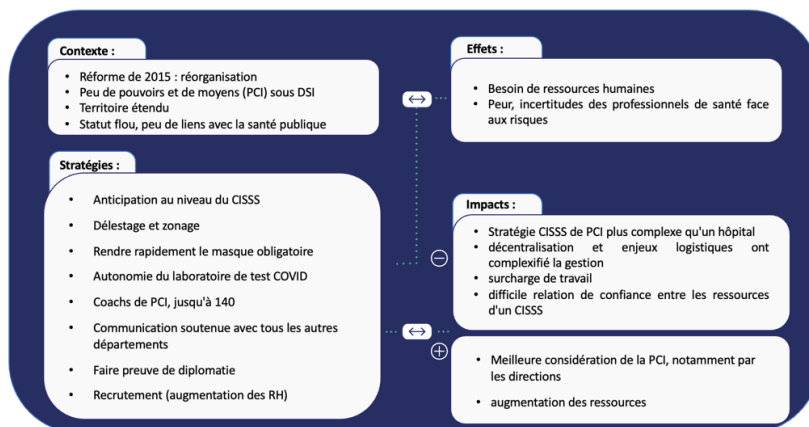 Contexte :
• Réforme de 2015 : réorganisation
• Peu de pouvoirs et de moyens (PCI) sous DSI
• Territoire étendu
• Statut flou, peu de liens avec la santé publique
Stratégies :
• Anticipation au niveau du CISSS
• Délestage et zonage
• Rendre rapidement le masque obligatoire
• Autonomie du laboratoire de test COVID
• Coachs de PCI, jusqu'à 140
• Communication soutenue avec tous les autres
départements
• Faire preuve de diplomatie
• Recrutement (augmentation des RH)
Effets :
• Besoin de ressources humaines
• Peur, incertitudes des professionnels de santé face
aux risques
Impacts :
• Stratégie CISSS de PCI plus complexe qu'un hôpital
• décentralisation et enjeux logistiques ont
complexifié la gestion
• surcharge de travail
• difficile relation de confiance entre les ressources
d'un CISSS
• Meilleure considération de la PCI, notamment par
les directions
• augmentation des ressources